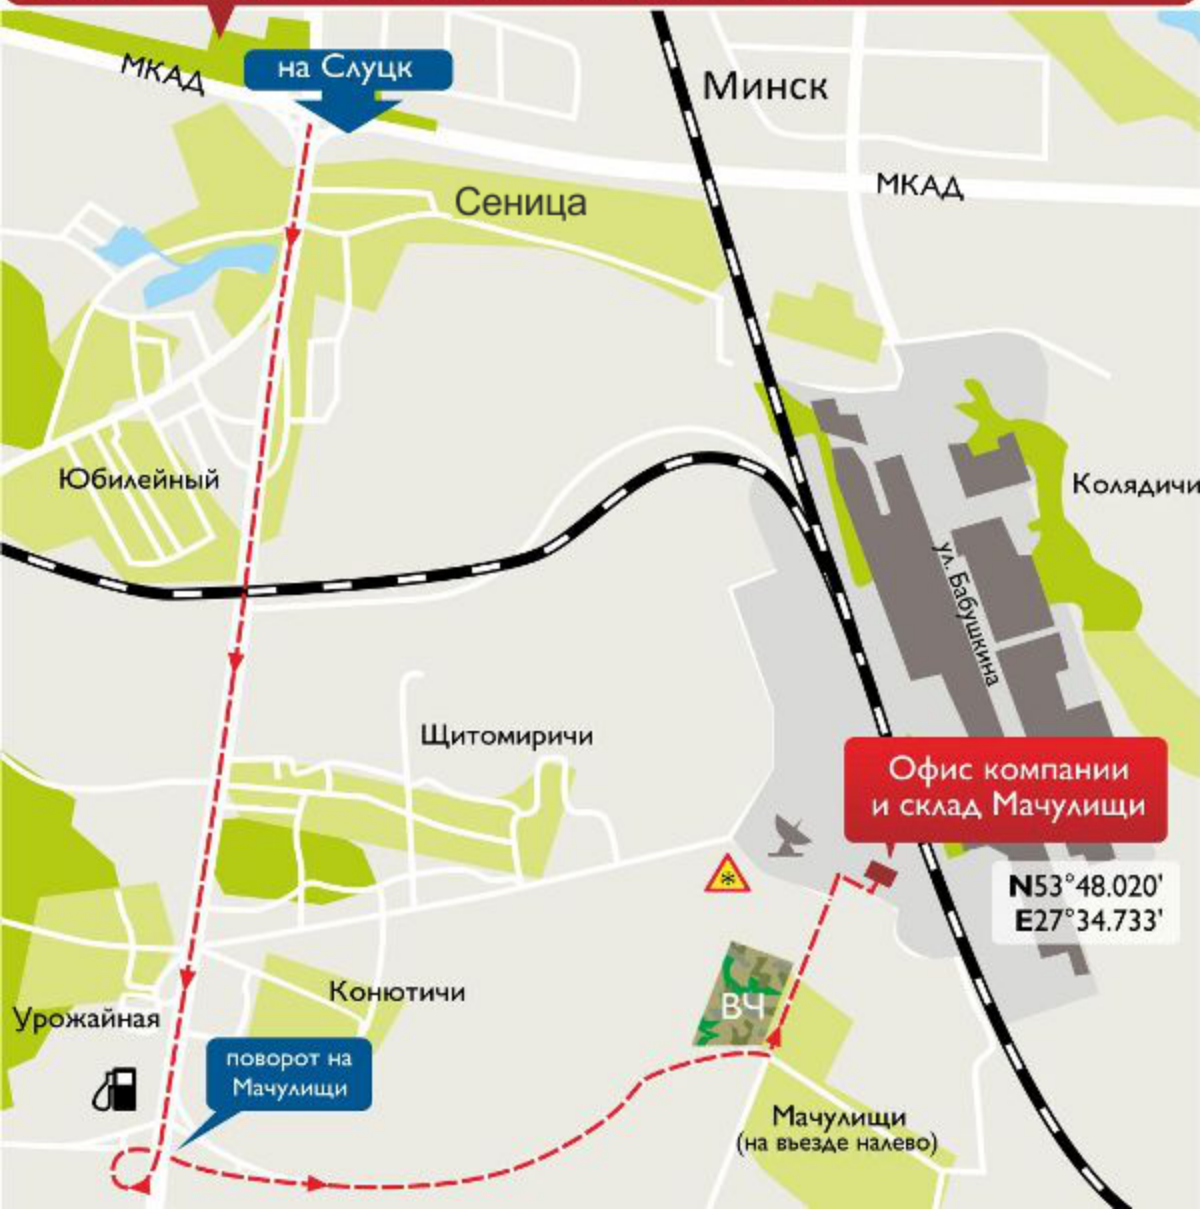 МКАД
на Слуцк
Минск
МКАД
Сеница
Юбилейный
Колядичи
ул. Бабушкина
Щитомиричи
Офис компании
и склад Мачулищи
N53°48.020'
E27°34.733'
Конютичи
ВЧ
Урожайная
поворот на
Мачулищи
Мачулищи
(на вьезде налево)